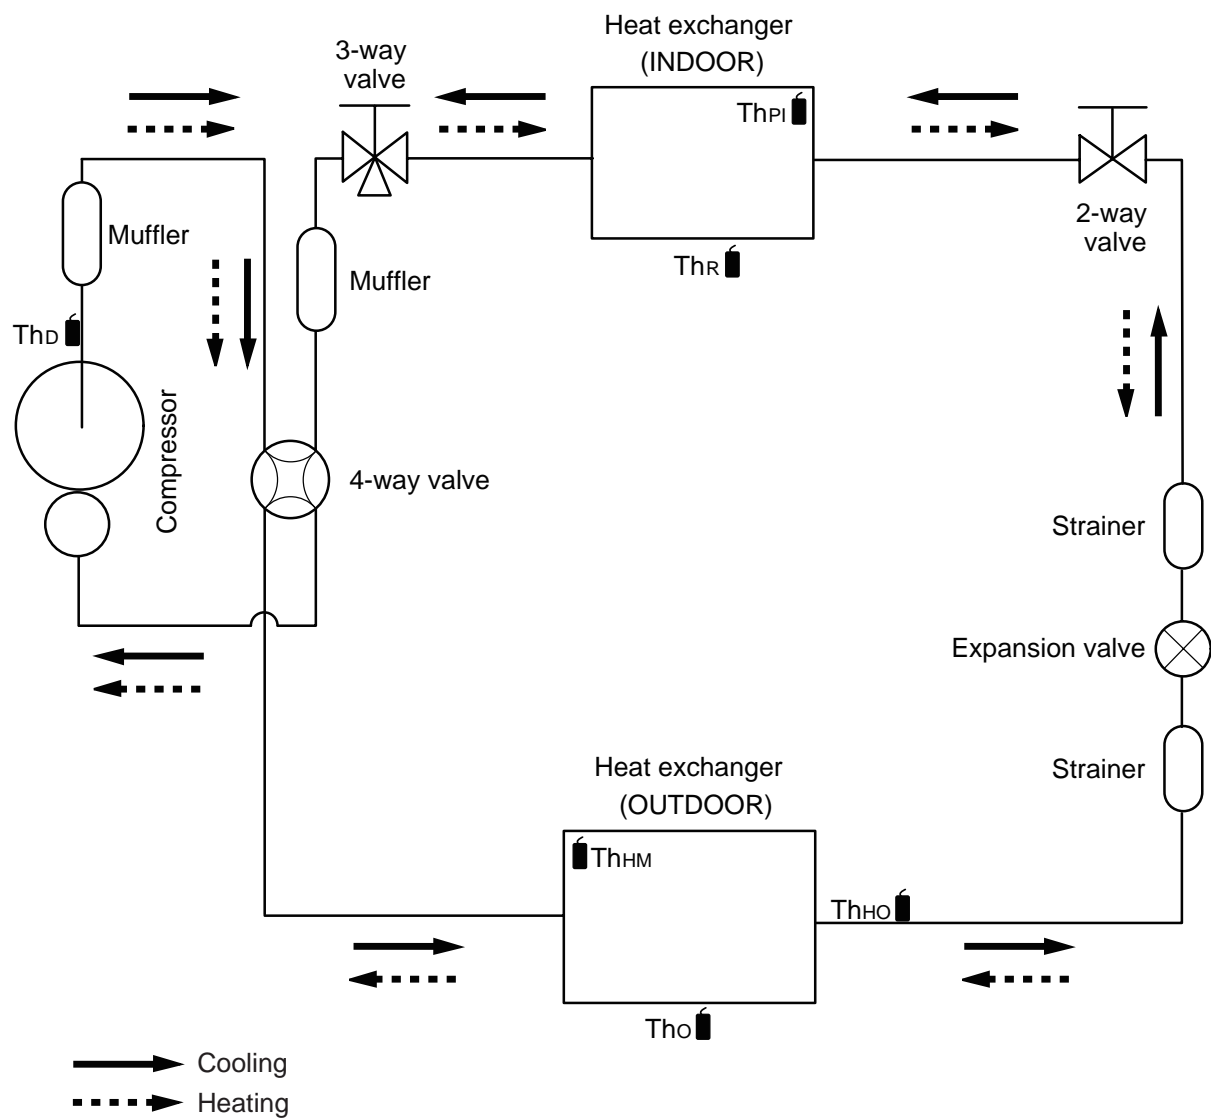 Heat exchanger
(INDOOR)
3-way
valve
ThPI
Muffler
2-way
valve
ThR
Muffler
ThD
Compressor
4-way valve
Strainer
Expansion valve
Strainer
Heat exchanger
(OUTDOOR)
ThHM
ThHO
ThO
Cooling
Heating